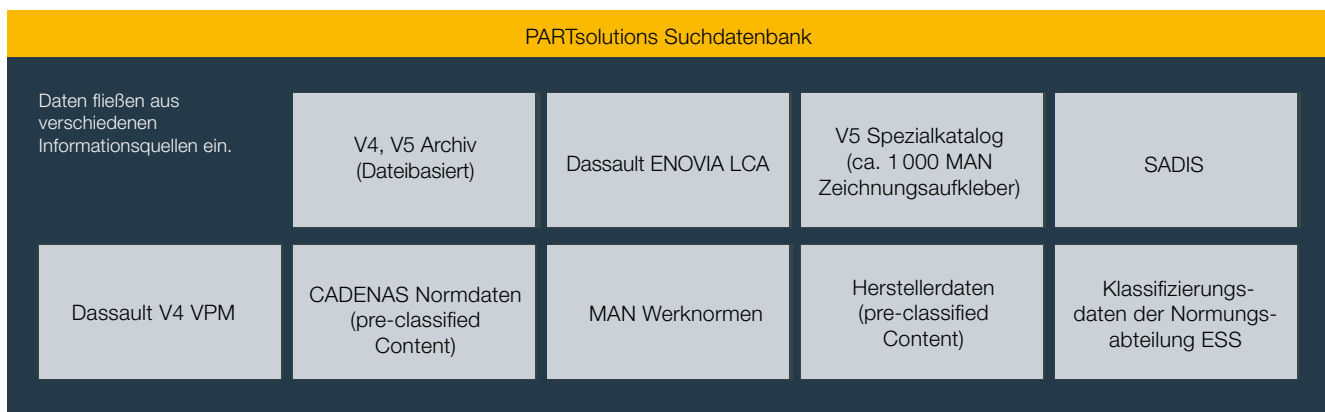 PARTsolutions Suchdatenbank
Daten fließen aus
verschiedenen
Informationsquellen ein.
V4, V5 Archiv
(Dateibasiert)
Dassault ENOVIA LCA
V5 Spezialkatalog
(ca. 1000 MAN
Zeichnungsaufkleber)
SADIS
Dassault V4 VPM
CADENAS Normdaten
(pre-classified
Content)
MAN Werknormen
Herstellerdaten
(pre-classified
Content)
Klassifizierungs-
daten der Normungs-
abteilung ESS